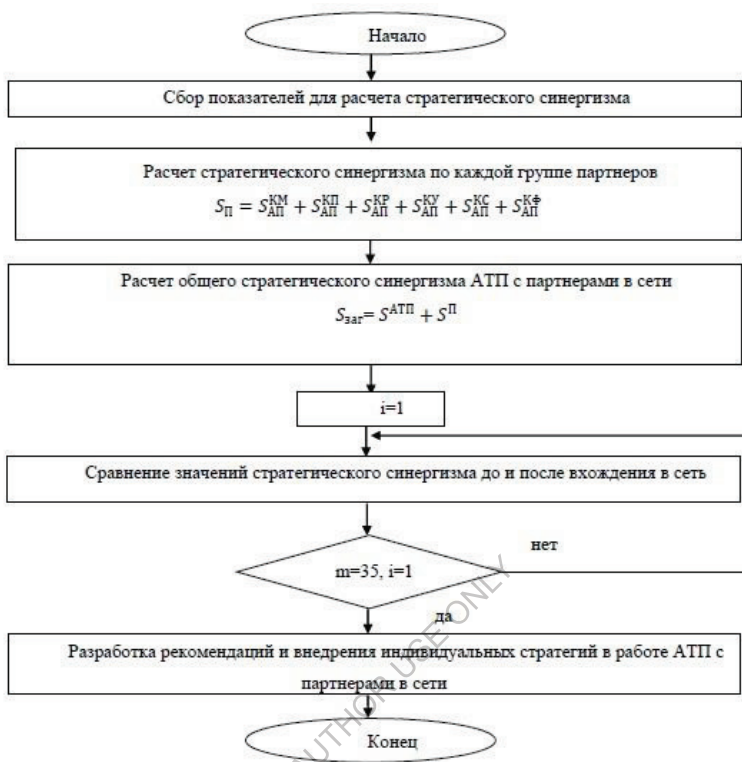 Начало
Сбор показателей для расчета стратегического синергизма
Расчет стратегического синергизма по каждой группе партнеров
S_П = S_АП^КМ + S_АП^КП + S_АП^КР + S_АП^КУ + S_АП^КС + S_АП^Кф
Расчет общего стратегического синергизма АТП с партнерами в сети
S_заг= S^АТП + S^П
i=1
Сравнение значений стратегического синергизма до и после вхождения в сеть
нет
m=35, i=1
да
Разработка рекомендаций и внедрения индивидуальных стратегий в работе АТП с
партнерами в сети
Конец
UTHOR USE ONLY